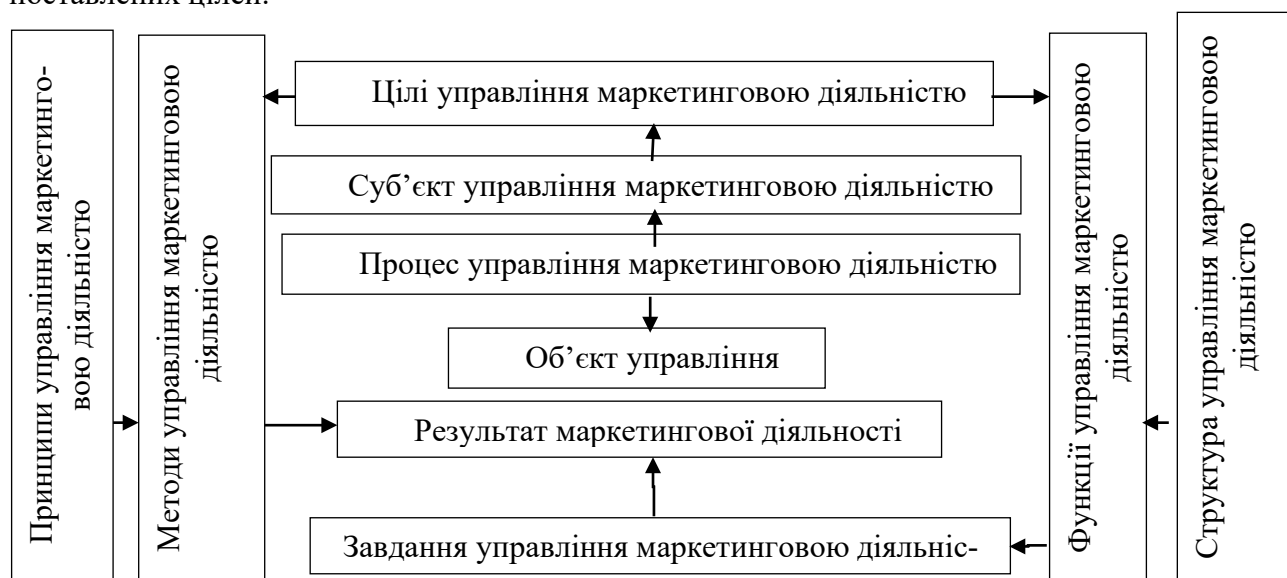 поставлених цілей.
Принципи управління маркетинго-
вою діяльністю
Методи управління маркетинговою
діяльністю
Цілі управління маркетинговою діяльністю
Суб’єкт управління маркетинговою діяльністю
Процес управління маркетинговою діяльністю
Об’єкт управління
Результат маркетингової діяльності
Завдання управління маркетинговою діяльніс-
Функції управління маркетинговою
діяльністю
Структура управління маркетинговою
діяльністю